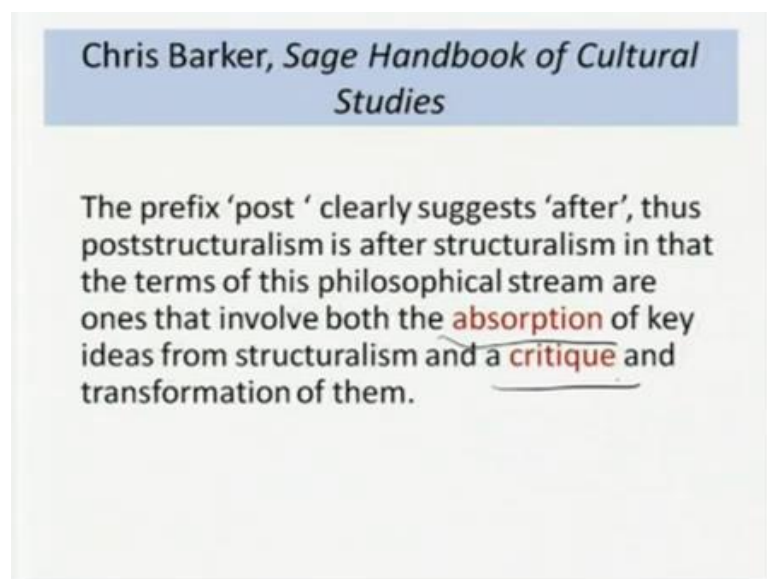 Chris Barker, Sage Handbook of Cultural
Studies
The prefix ‘post ‘ clearly suggests ‘after’, thus
poststructuralism is after structuralism in that
the terms of this philosophical stream are
ones that involve both the absorption of key
ideas from structuralism and a critique and
transformation of them.